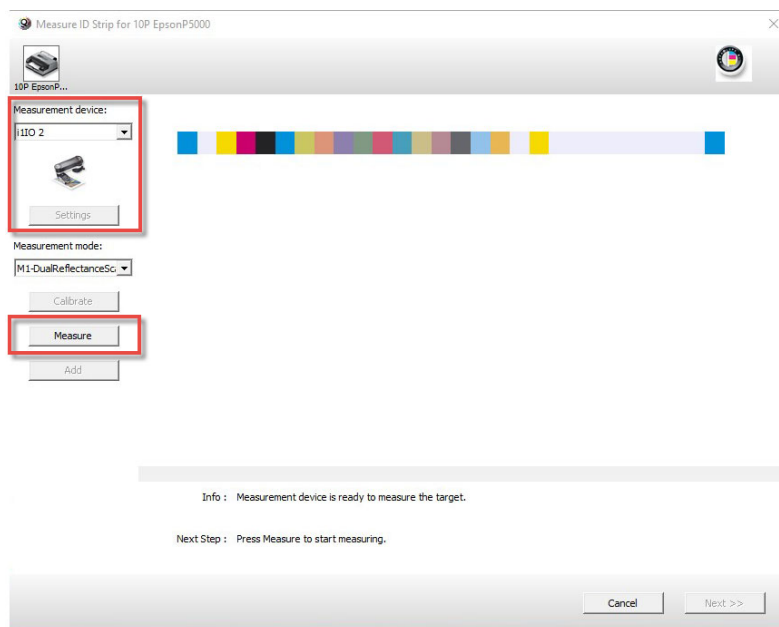 Measure ID Strip for 10P EpsonP5000
10P EpsonP...
Measurement device:
i1IO 2
Settings
Measurement mode:
M1-DualReflectanceSc
Calibrate
Measure
Add
Info : Measurement device is ready to measure the target.
Next Step : Press Measure to start measuring.
Cancel
Next >>